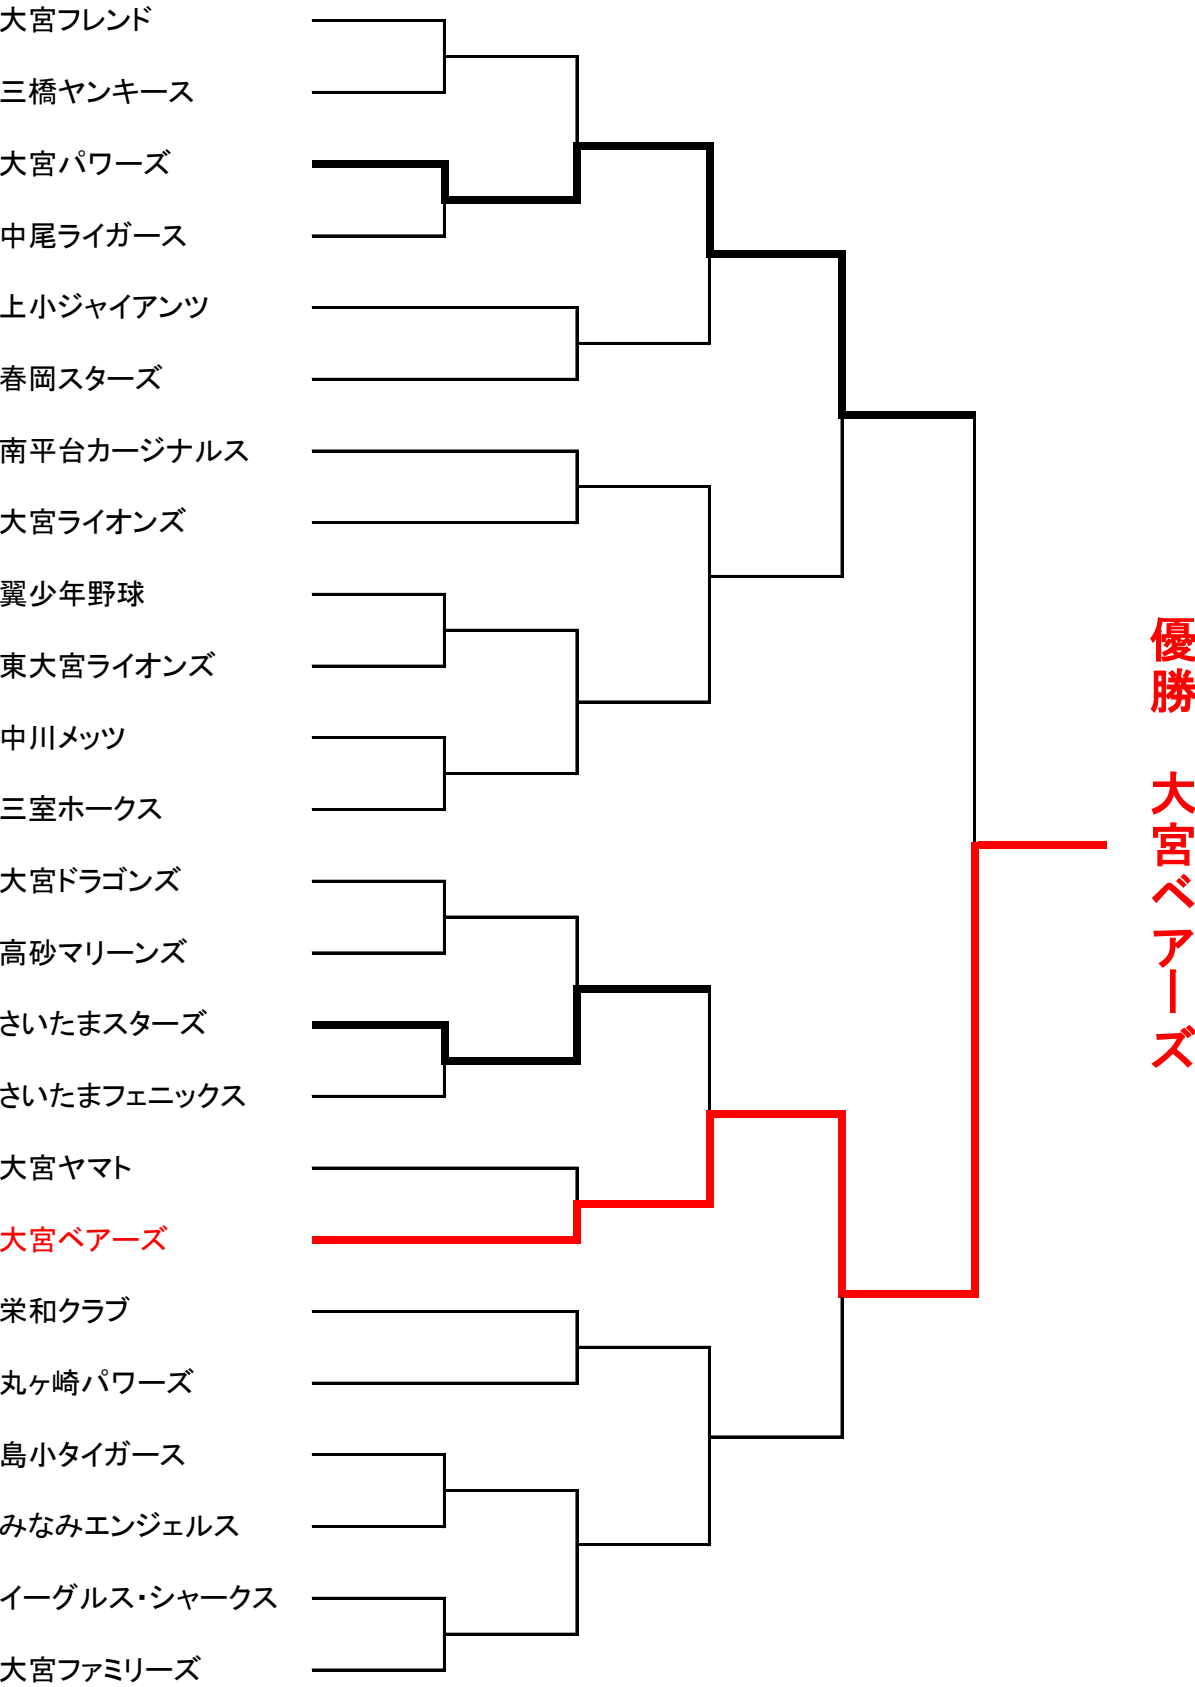 大宮フレンド
三橋ヤンキース
大宮パワーズ
中尾ライガース
上小ジャイアンツ
春岡スターズ
南平台カージナルス
大宮ライオンズ
翼少年野球
東大宮ライオンズ
中川メッツ
三室ホークス
大宮ドラゴンズ
高砂マリーンズ
さいたまスターズ
さいたまフェニックス
大宮ヤマト
大宮ベアーズ
栄和クラブ
丸ヶ崎パワーズ
島小タイガース
みなみエンジェルス
イーグルス・シャークス
大宮ファミリーズ
優勝　大宮ベアーズ